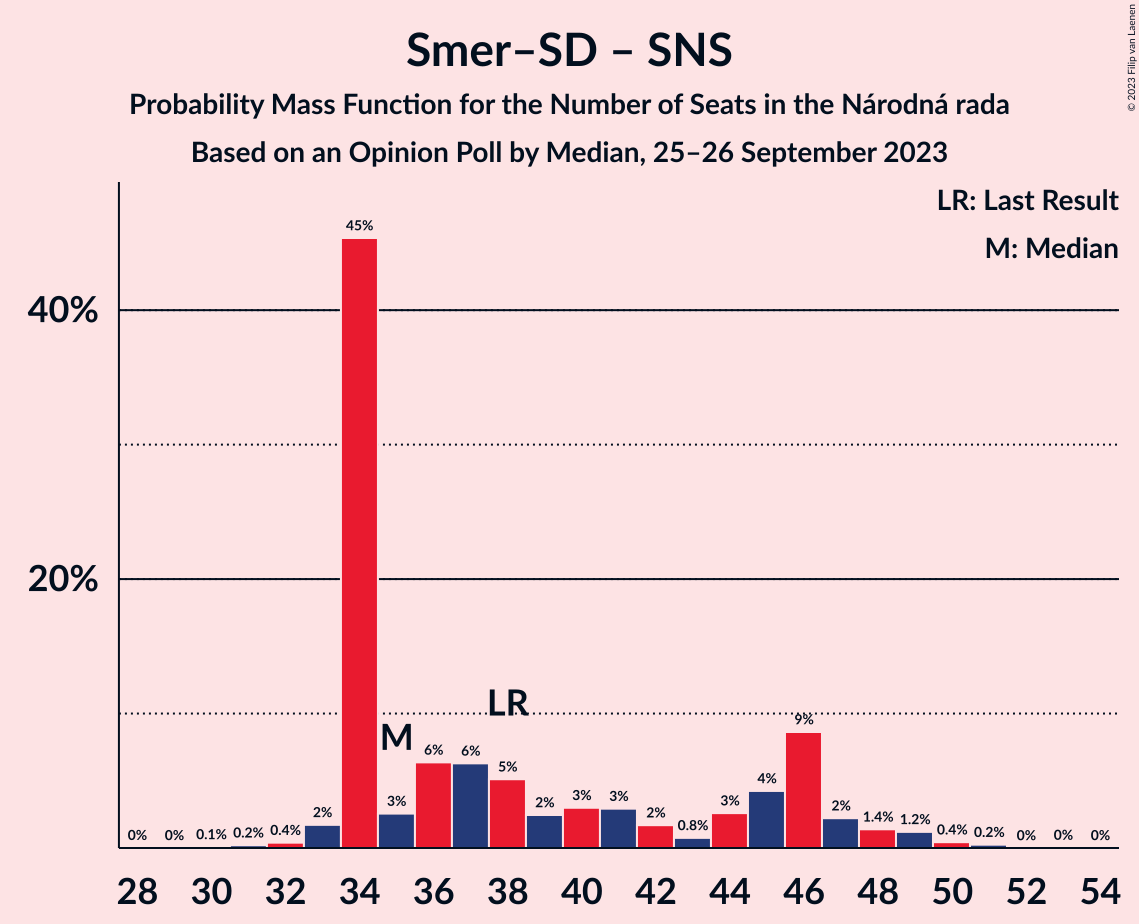 Smer–SD – SNS
Probability Mass Function for the Number of Seats in the Národná rada
Based on an Opinion Poll by Median, 25–26 September 2023
© 2023 Filip van Laenen
LR: Last Result
M: Median
40%
20%
LR
M
0% 0% 0.1% 0.2% 0.4% 2% 45% 3% 6% 6% 5% 2% 3% 3% 2% 0.8% 3% 4% 9% 2% 1.4% 1.2% 0.4% 0.2% 0% 0% 0%
28 30 32 34 36 38 40 42 44 46 48 50 52 54